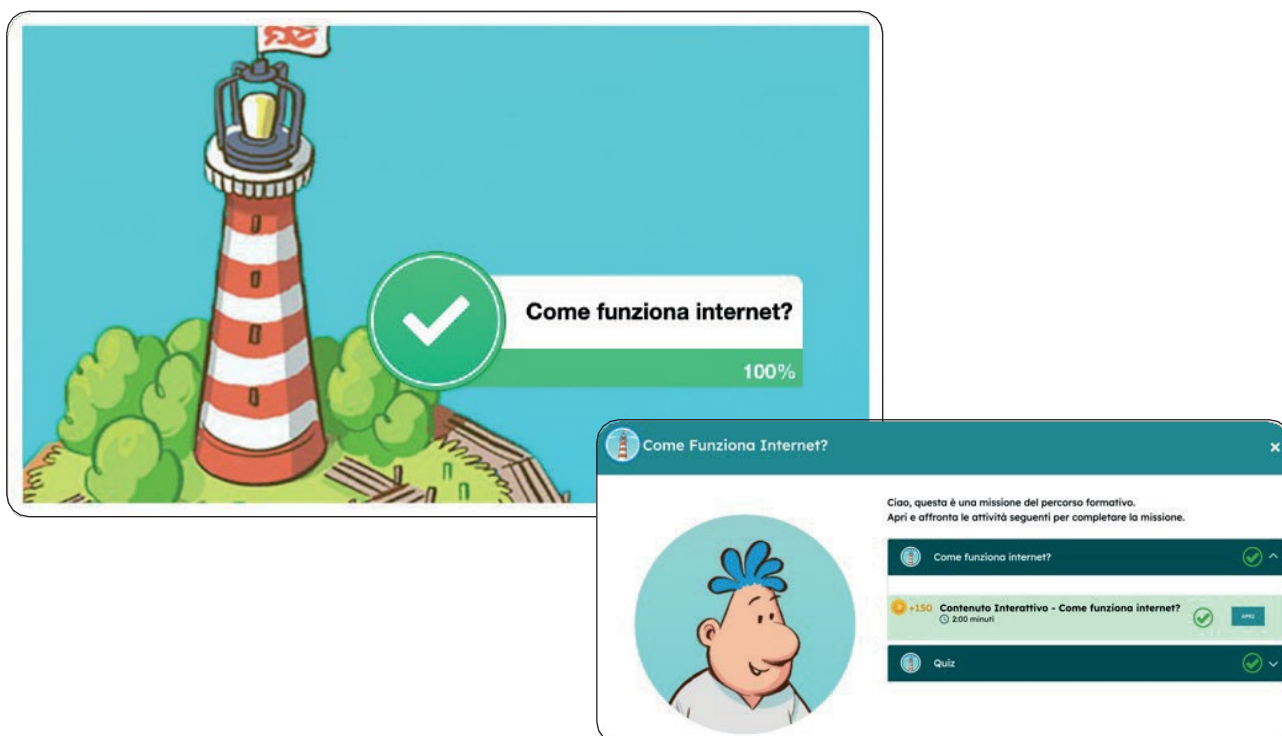 Come funziona internet?
100%
Come Funziona Internet?
×
Ciao, questa è una missione del percorso formativo.
Apri e affronta le attività seguenti per completare la missione.
Come funziona internet?
+150 Contenuto Interattivo - Come funziona internet?
2:00 minuti
APRI
Quiz